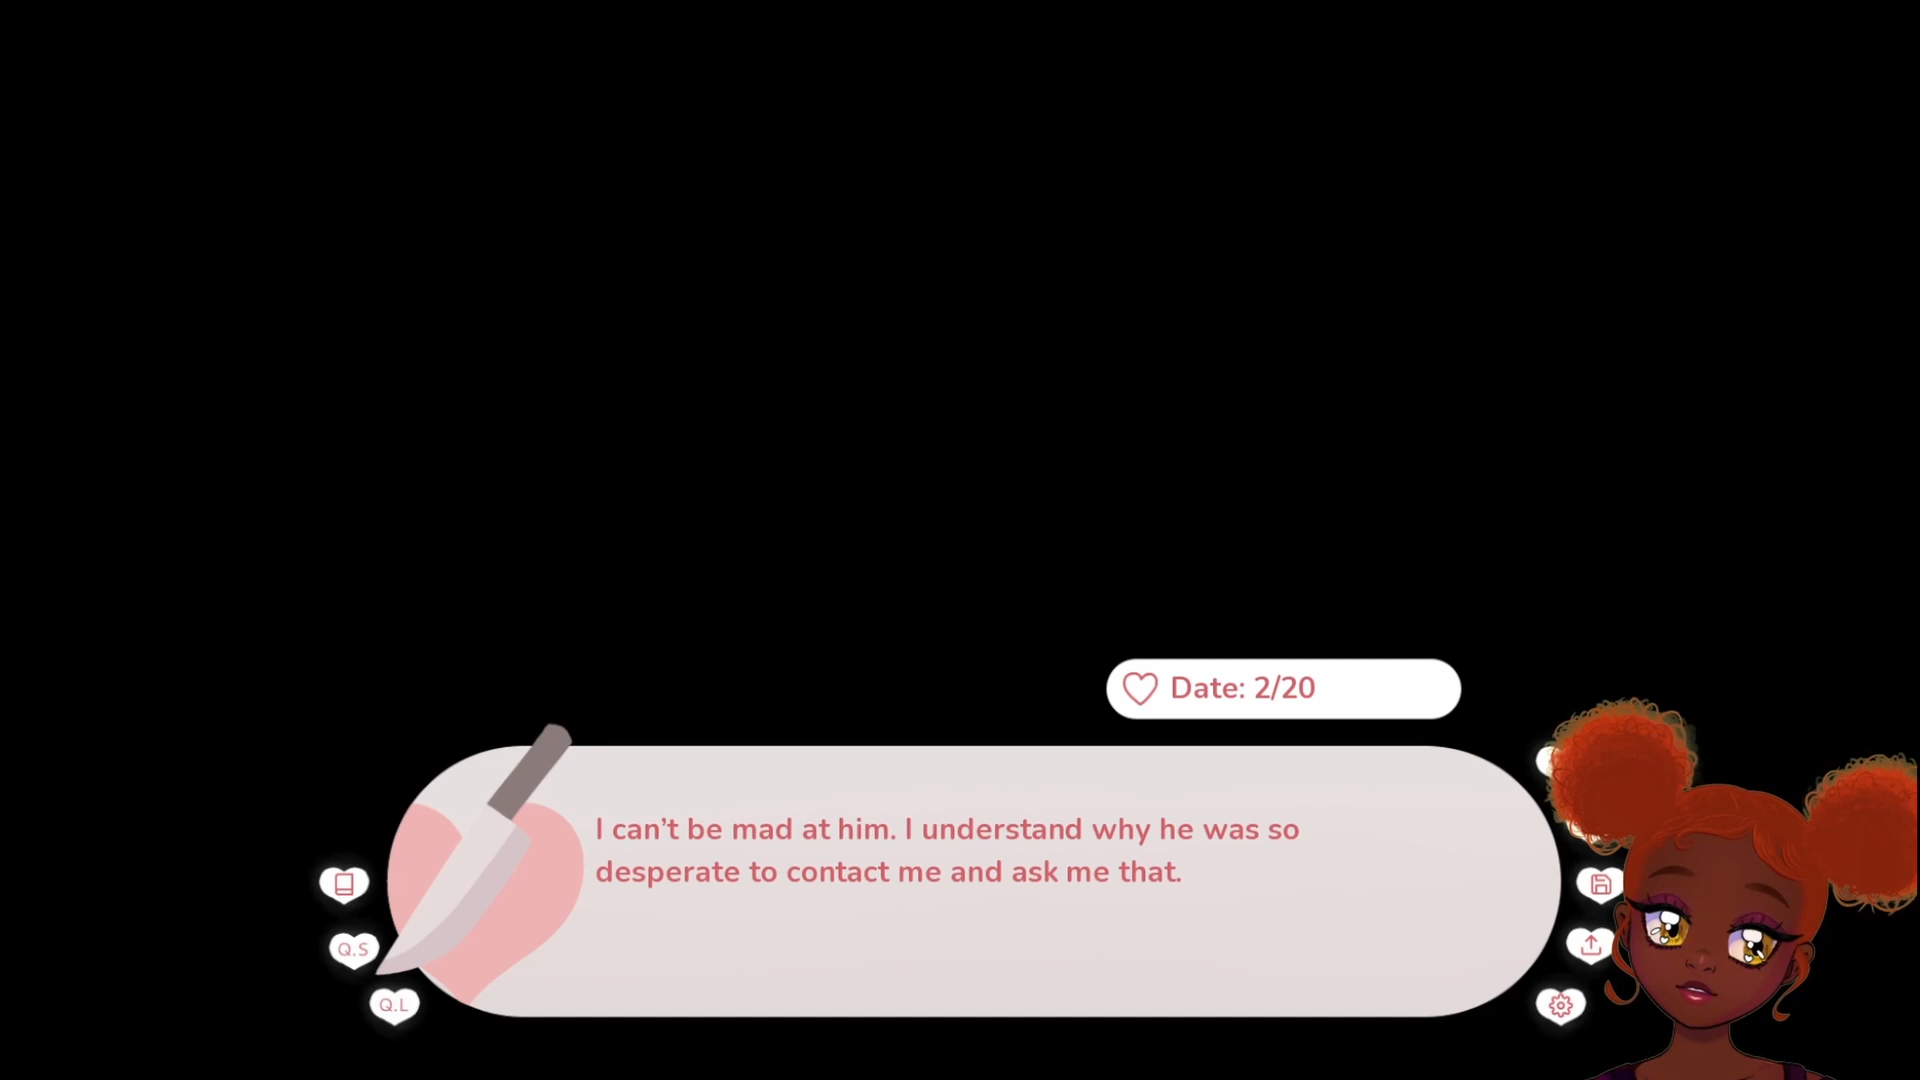 Date: 2/20
I can’t be mad at him. I understand why he was so
desperate to contact me and ask me that.
Q.S
Q.L